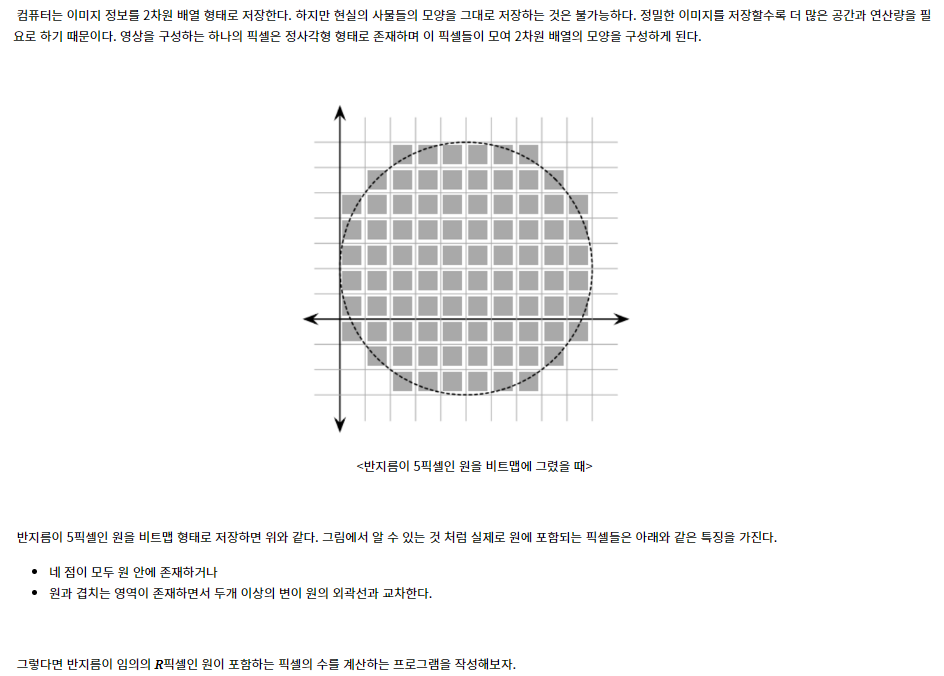 컴퓨터는 이미지 정보를 2차원 배열 형태로 저장한다. 하지만 현실의 사물들의 모양을 그대로 저장하는 것은 불가능하다. 정밀한 이미지를 저장할수록 더 많은 공간과 연산량을 필
요로 하기 때문이다. 영상을 구성하는 하나의 픽셀은 정사각형 형태로 존재하며 이 픽셀들이 모여 2차원 배열의 모양을 구성하게 된다.
<반지름이 5픽셀인 원을 비트맵에 그렸을 때>
반지름이 5픽셀인 원을 비트맵 형태로 저장하면 위와 같다. 그림에서 알 수 있는 것 처럼 실제로 원에 포함되는 픽셀들은 아래와 같은 특징을 가진다.
• 네 점이 모두 원 안에 존재하거나
• 원과 겹치는 영역이 존재하면서 두개 이상의 변이 원의 외곽선과 교차한다.
그렇다면 반지름이 임의의 R픽셀인 원이 포함하는 픽셀의 수를 계산하는 프로그램을 작성해보자.